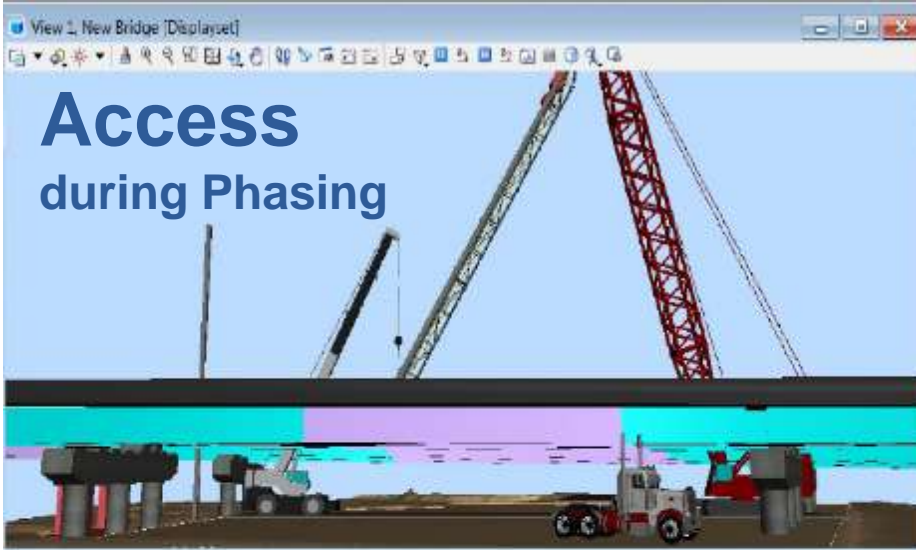 View 1, New Bridge [Displayset]
Access
during Phasing